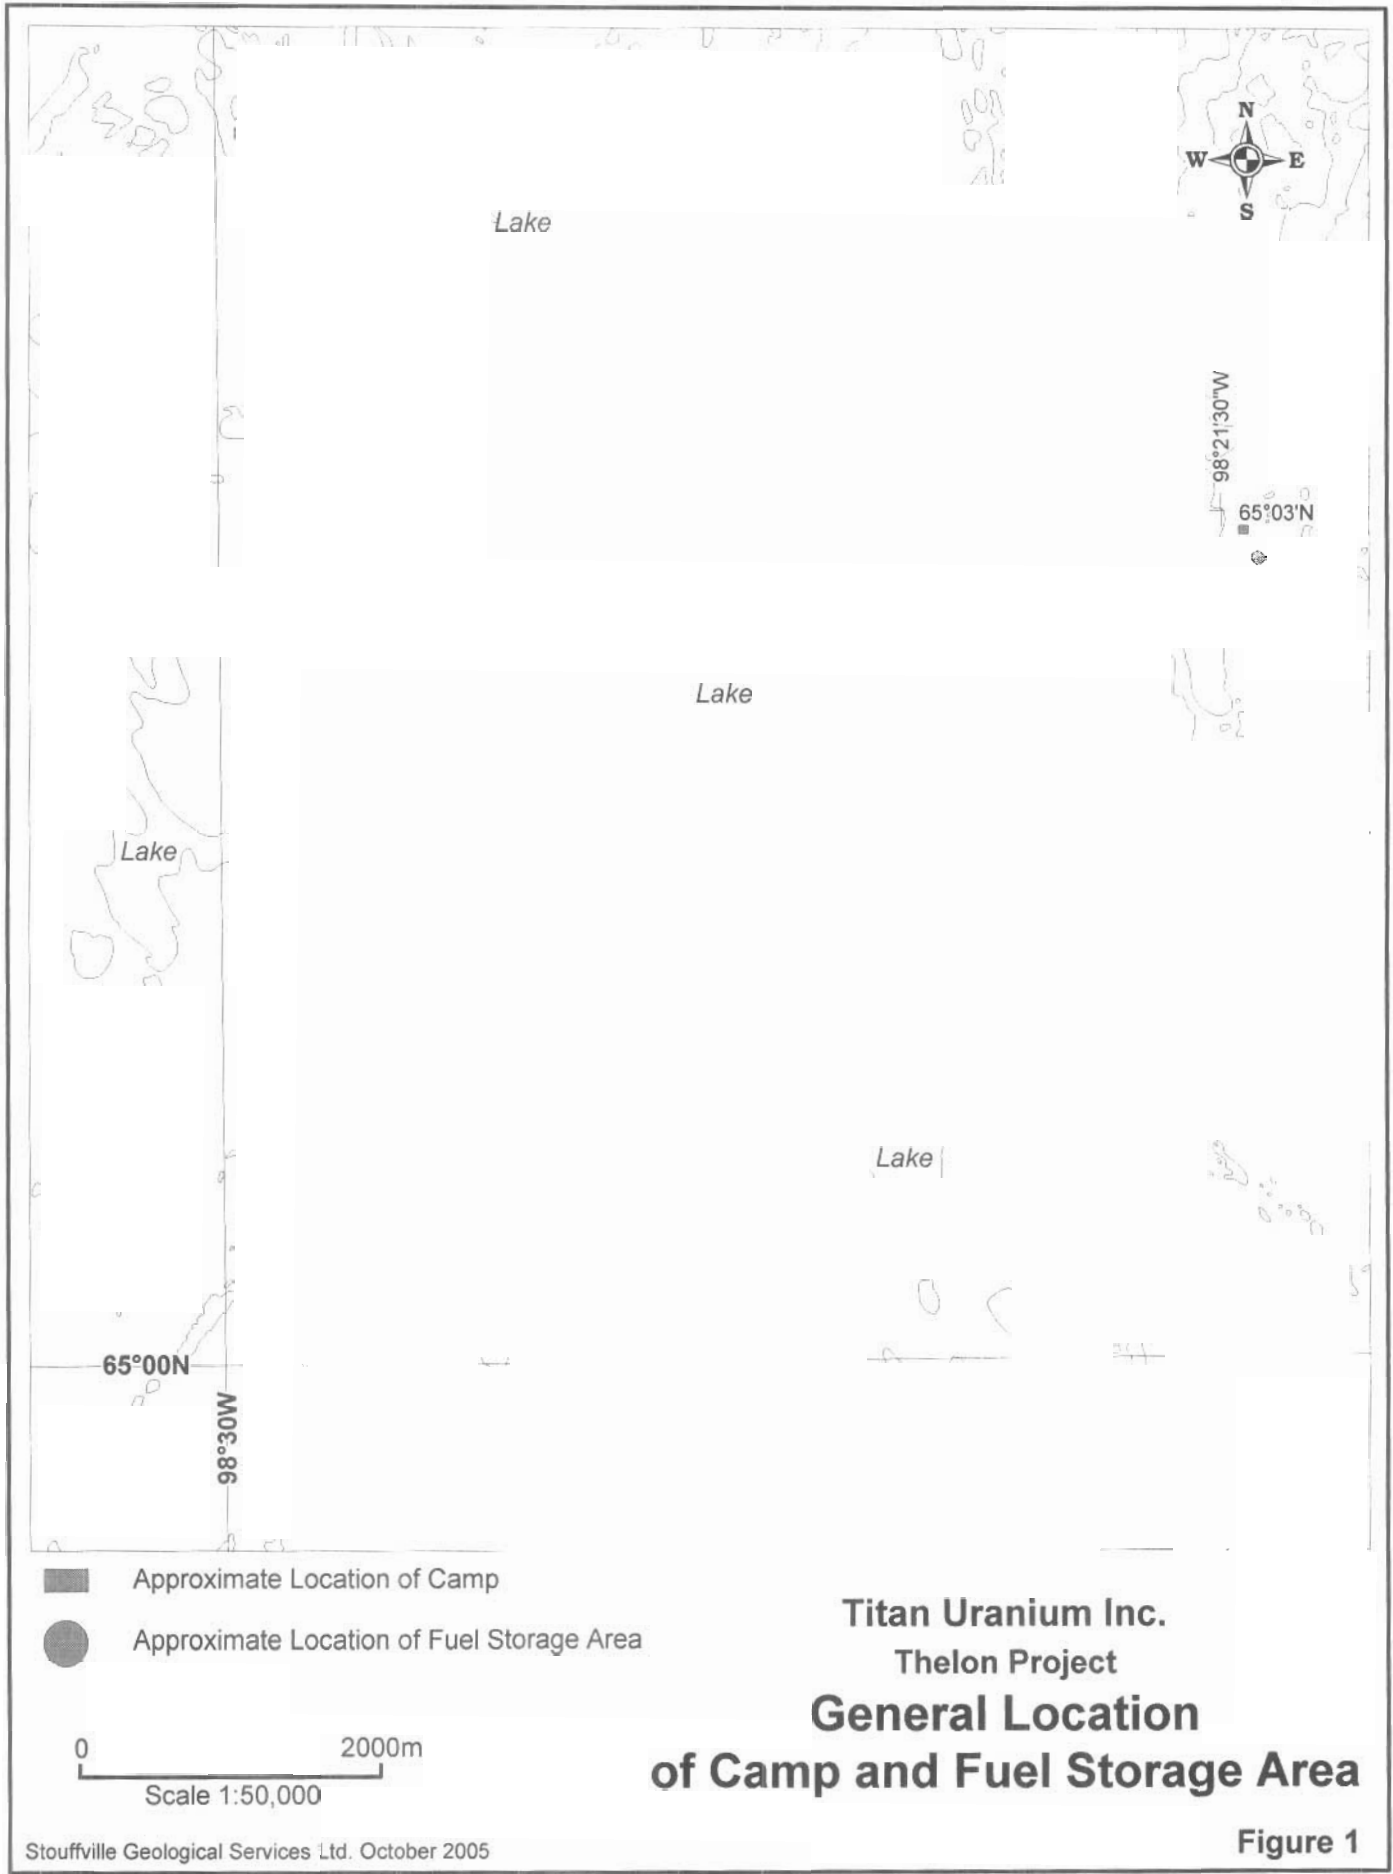 N
W E
S
Lake
98°21'30"W
65°03'N
Lake
Lake
Lake
65°00N
98°30W
Approximate Location of Camp
Approximate Location of Fuel Storage Area
Titan Uranium Inc.
Thelon Project
General Location
of Camp and Fuel Storage Area
0 2000m
Scale 1:50,000
Stouffville Geological Services Ltd. October 2005
Figure 1